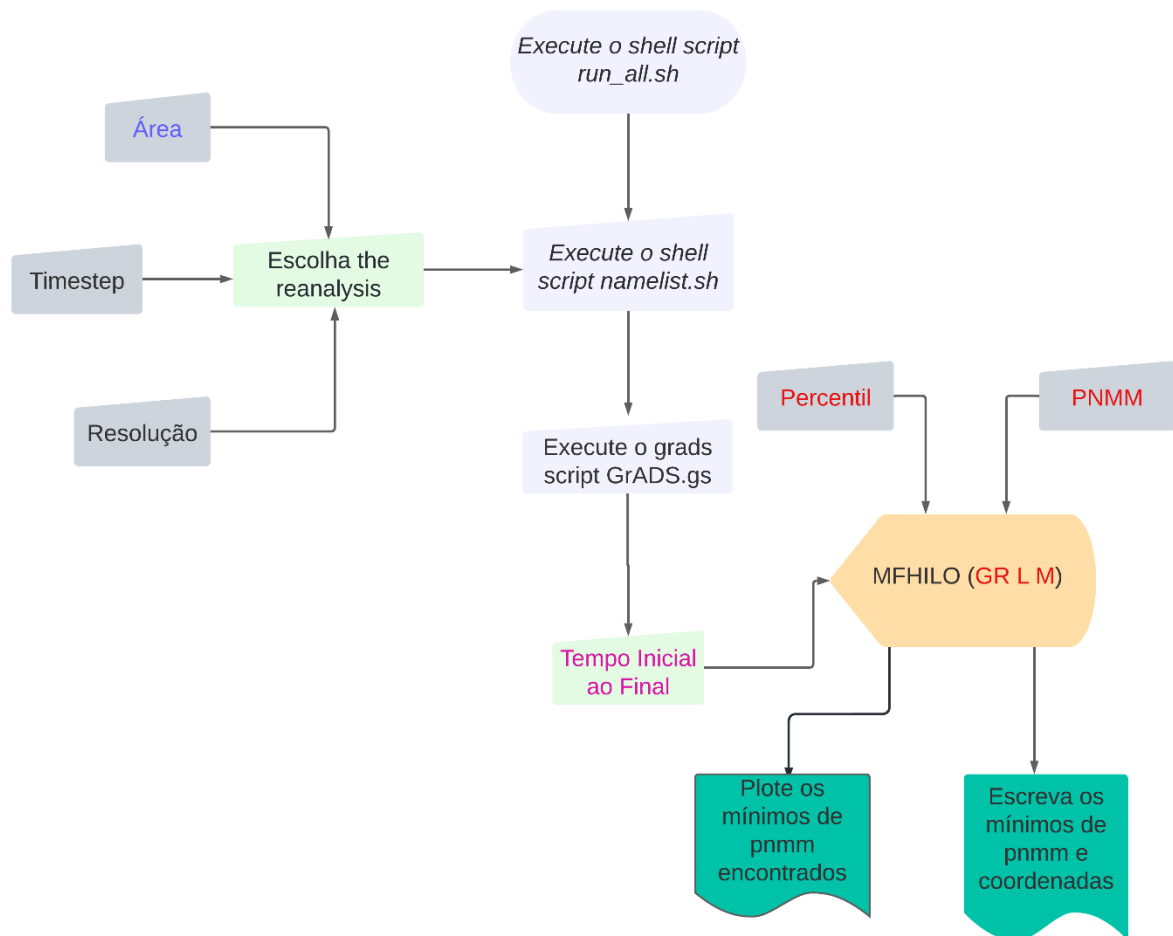 Execute o shell script
run_all.sh
Área
Timestep
Resolução
Escolha the
reanalysis
Execute o shell
script namelist.sh
Execute o grads
script GrADS.gs
Tempo Inicial
ao Final
Percentil
PNMM
MFHILO (GR L M)
Plote os
mínimos de
pnmm
encontrados
Escreva os
mínimos de
pnmm e
coordenadas